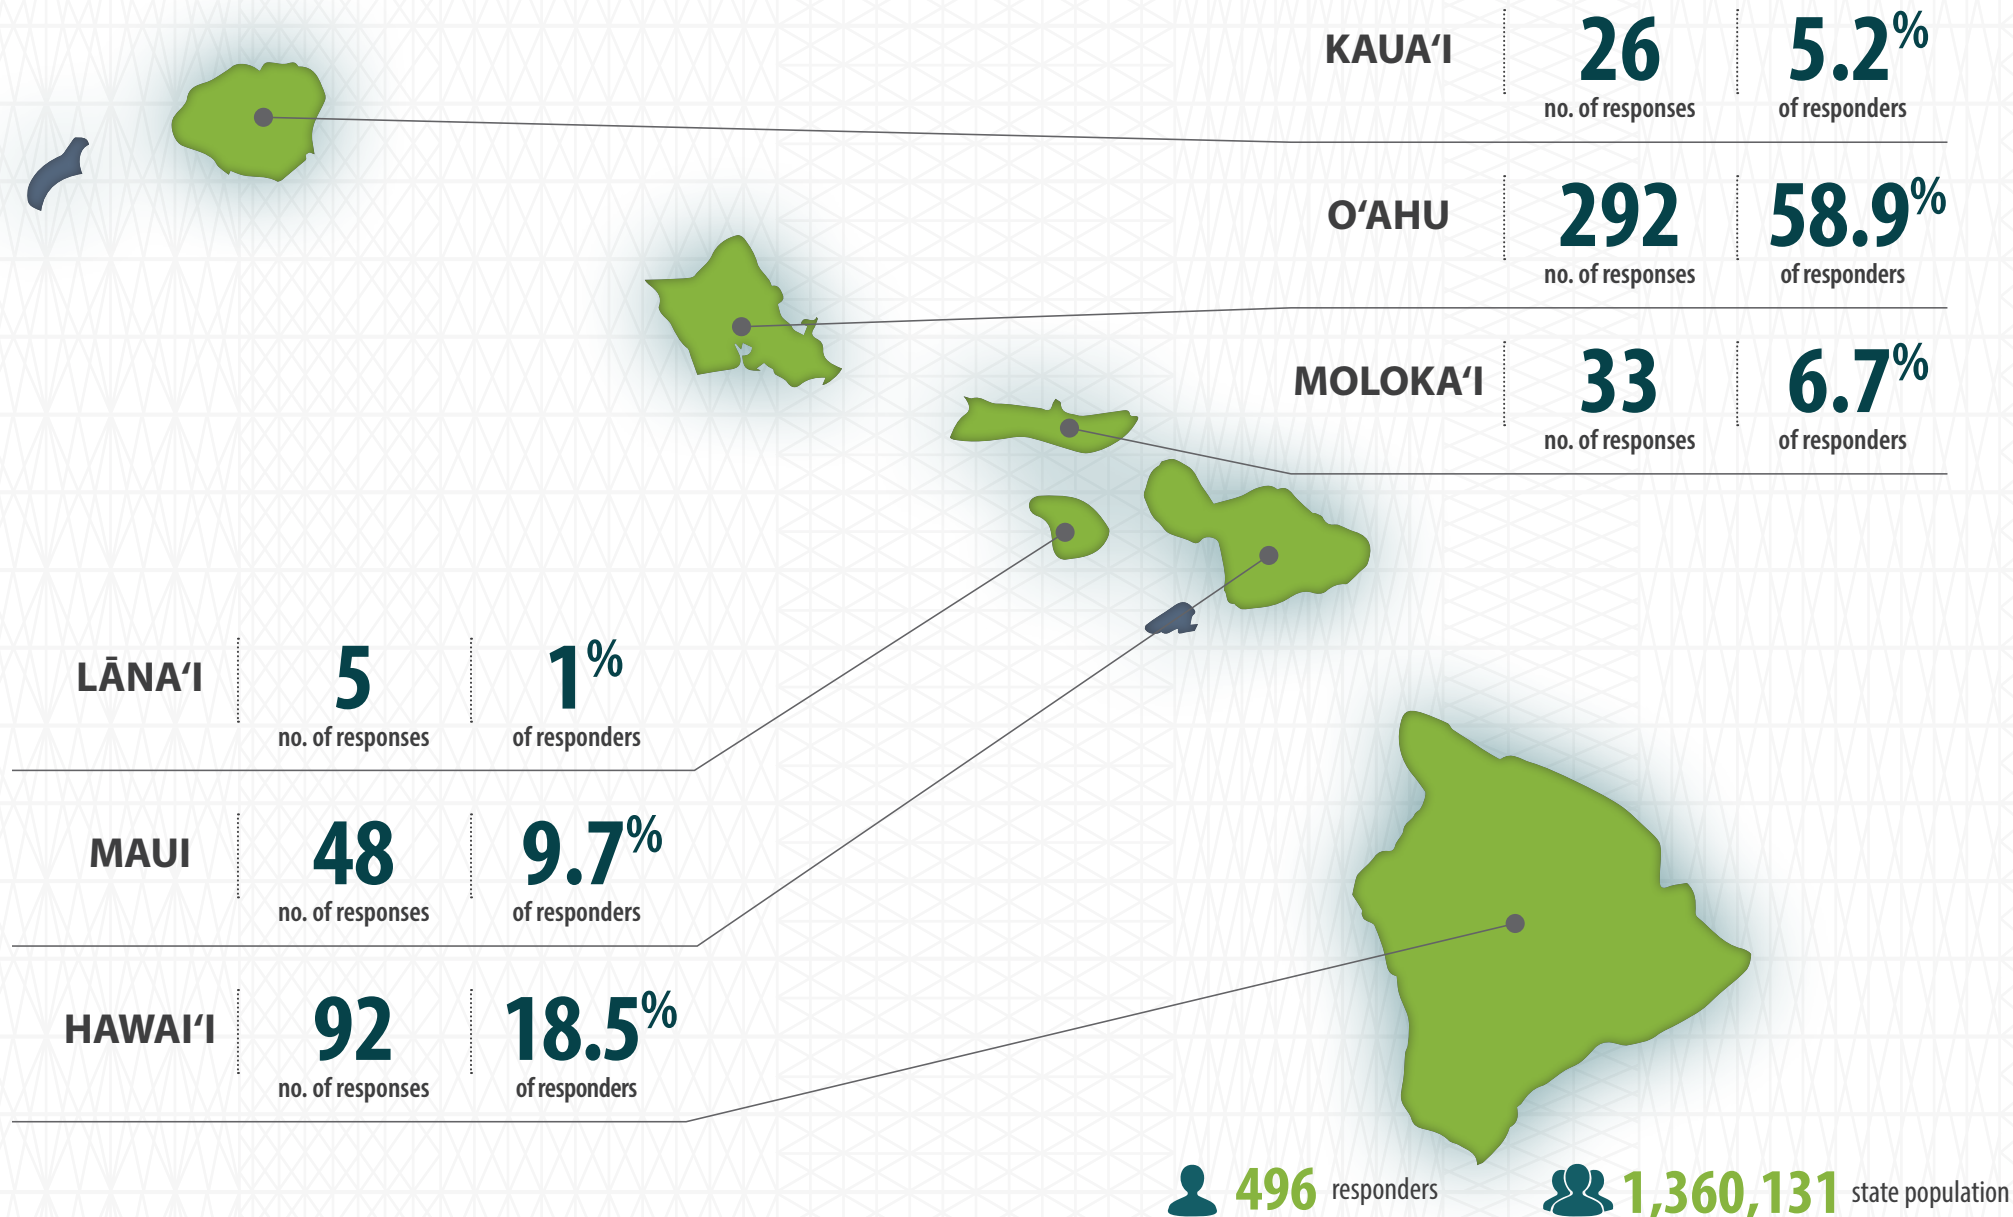 KAUA‘I 26 5.2%
no. of responses of responders
O‘AHU 292 58.9%
no. of responses of responders
MOLOKA‘I 33 6.7%
no. of responses of responders
LĀNA‘I 5 1%
no. of responses of responders
MAUI 48 9.7%
no. of responses of responders
HAWAI‘I 92 18.5%
no. of responses of responders
496 responders 1,360,131 state population